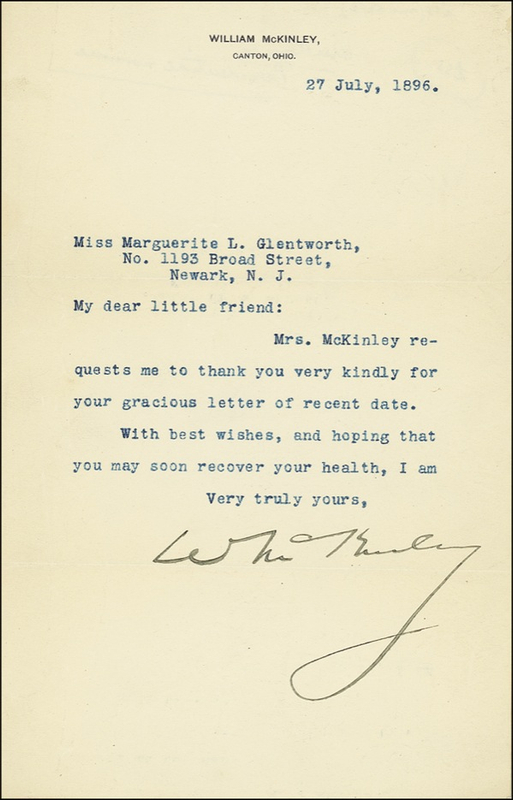 WILLIAM McKINLEY,
CANTON, OHIO.
27 July, 1896.
Miss Marguerite L. Glentworth,
No. 1193 Broad Street,
Newark, N. J.
My dear little friend:
Mrs. McKinley re-
quests me to thank you very kindly for
your gracious letter of recent date.
With best wishes, and hoping that
you may soon recover your health, I am
Very truly yours,
W McKinley